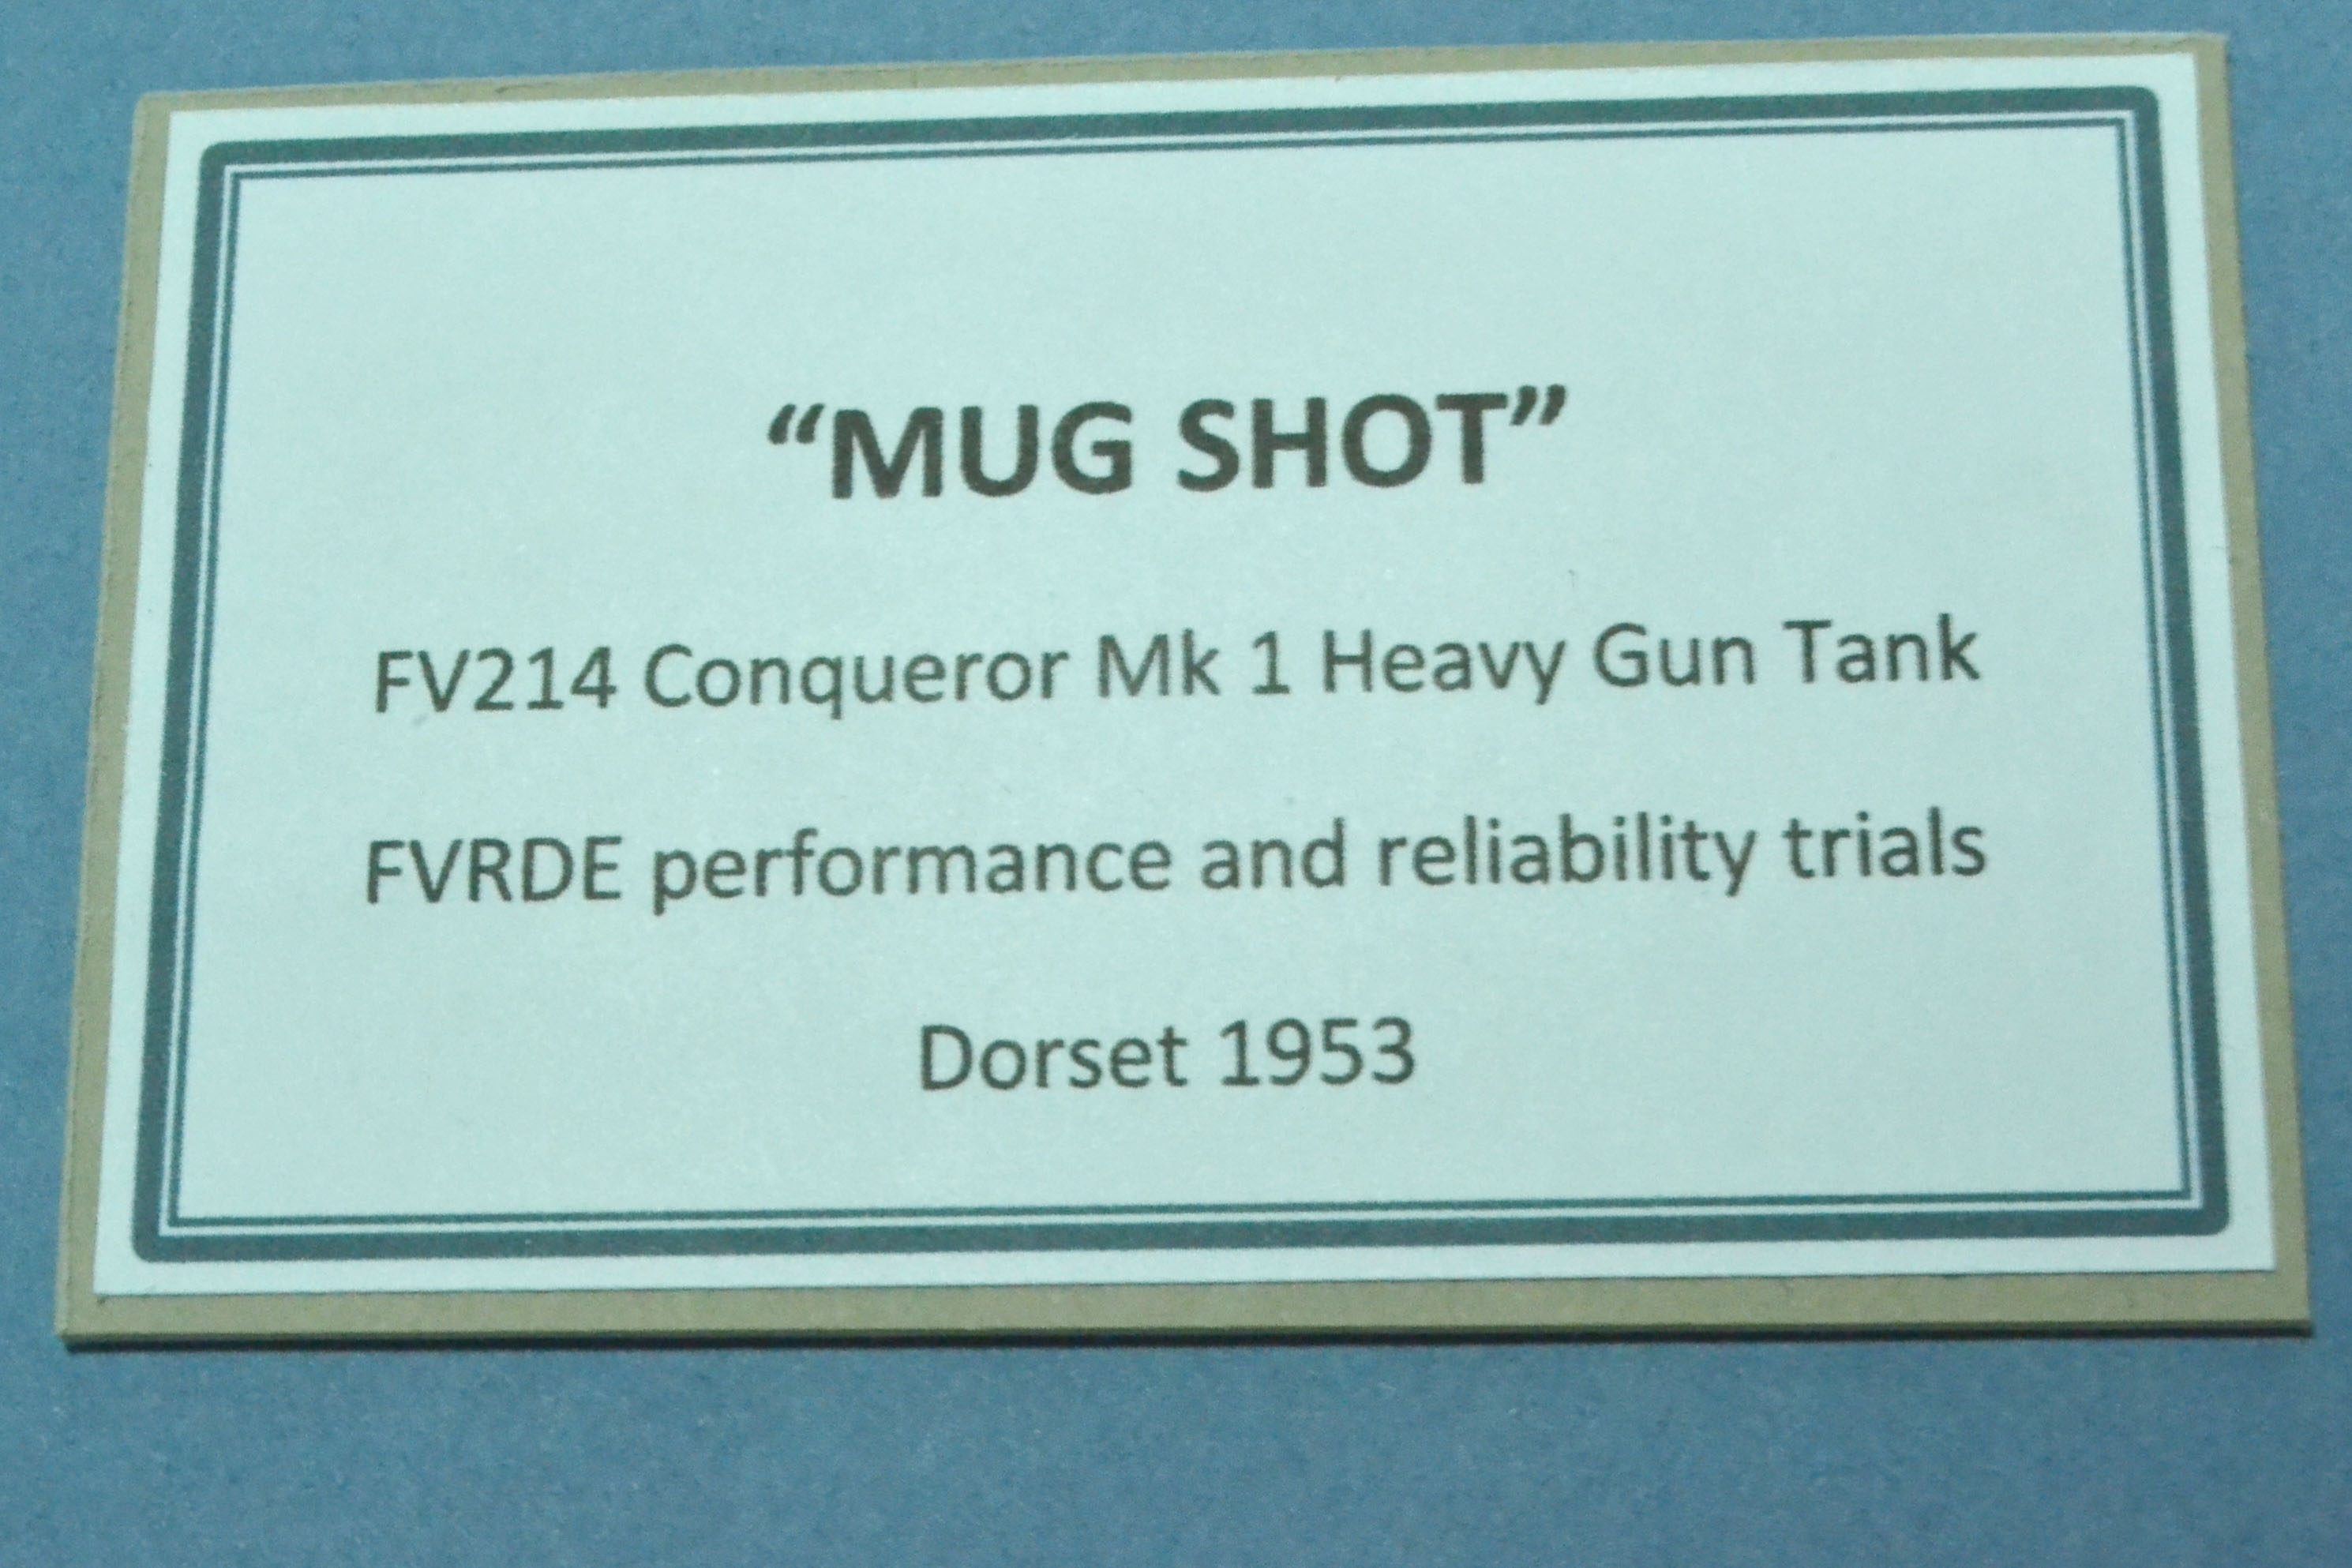 “MUG SHOT”
FV214 Conqueror Mk 1 Heavy Gun Tank
FVRDE performance and reliability trials
Dorset 1953